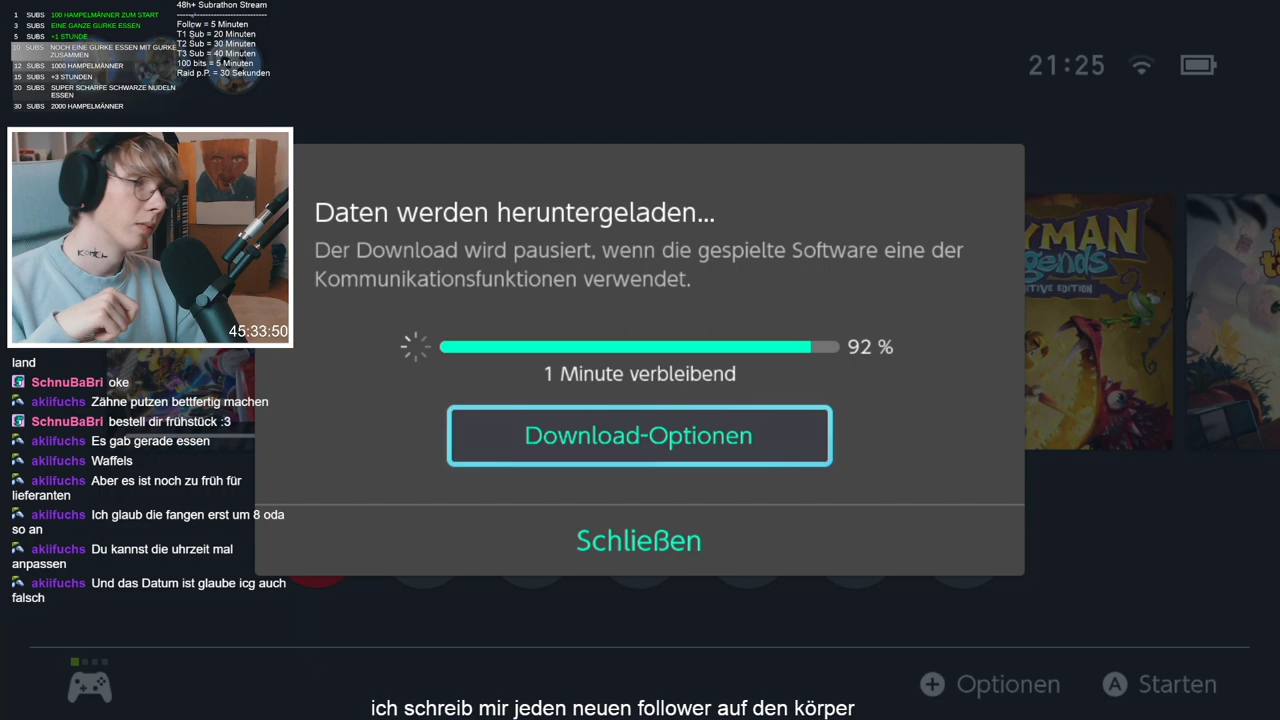 48h+ Subrathon Stream
1 SUBS 100 HAMPELMÄNNER ZUM START
3 SUBS EINE GANZE GURKE ESSEN
5 SUBS +1 STUNDE
10 SUBS NOCH EINE GURKE ESSEN MIT GURKE
ZUSAMMEN
12 SUBS 1000 HAMPELMÄNNER
15 SUBS +3 STUNDEN
20 SUBS SUPER SCHARFE SCHWARZE NUDELN
ESSEN
30 SUBS 2000 HAMPELMÄNNER
Follow = 5 Minuten
T1 Sub = 20 Minuten
T2 Sub = 30 Minuten
T3 Sub = 40 Minuten
100 bits = 5 Minuten
Raid p.P. = 30 Sekunden
21:25
45:33:50
Daten werden heruntergeladen...
Der Download wird pausiert, wenn die gespielte Software eine der
Kommunikationsfunktionen verwendet.
92 %
1 Minute verbleibend
Download-Optionen
Schließen
land
SchnuBaBri oke
akiifuchs Zähne putzen bettfertig machen
SchnuBaBri bestell dir frühstück :3
akiifuchs Es gab gerade essen
akiifuchs Waffels
akiifuchs Aber es ist noch zu früh für
lieferanten
akiifuchs Ich glaub die fangen erst um 8 oda
so an
akiifuchs Du kannst die uhrzeit mal
anpassen
akiifuchs Und das Datum ist glaube icg auch
falsch
+ Optionen
A Starten
ich schreib mir jeden neuen follower auf den körper